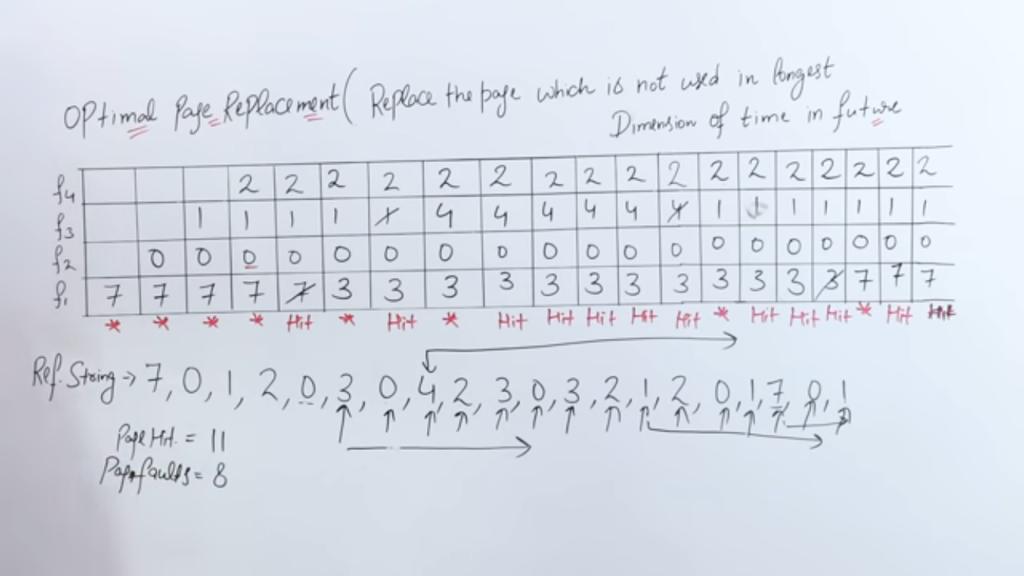 OPtimal Page Replacement ( Replace the page which is not used in longest
Dimension of time in future
f4 2 2 2 2 2 2 2 2 2 2 2 2 2 2 2 2 2
f3 1 1 1 1 1 4 4 4 4 4 4 1 1 1 1 1 1 1
f2 0 0 0 0 0 0 0 0 0 0 0 0 0 0 0 0 0 0 0
f1 7 7 7 7 7 3 3 3 3 3 3 3 3 3 3 3 3 7 7 7
* * * * Hit * Hit * Hit Hit Hit Hit Hit * Hit Hit Hit * Hit Hit
Ref. String → 7, 0, 1, 2, 0, 3, 0, 4, 2, 3, 0, 3, 2, 1, 2, 0, 1, 7, 0, 1
Page Hit = 11
Page faults = 8